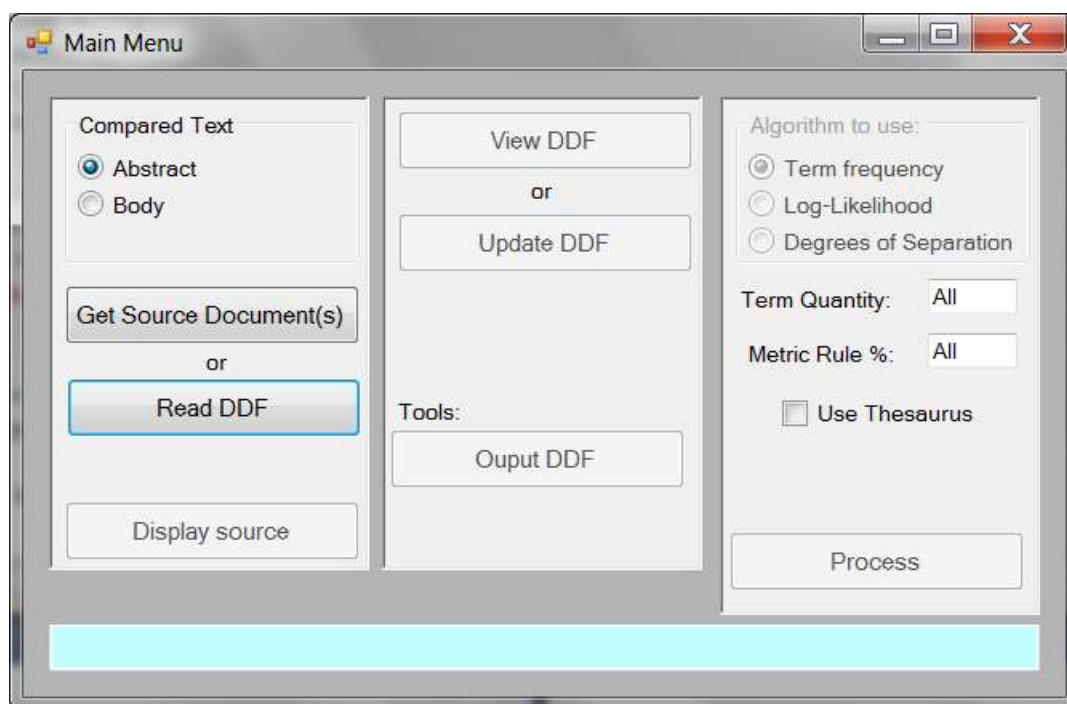 Main Menu
Compared Text
Abstract
Body
Get Source Document(s)
or
Read DDF
Display source
View DDF
or
Update DDF
Tools:
Ouput DDF
Algorithm to use:
Term frequency
Log-Likelihood
Degrees of Separation
Term Quantity: All
Metric Rule %: All
Use Thesaurus
Process